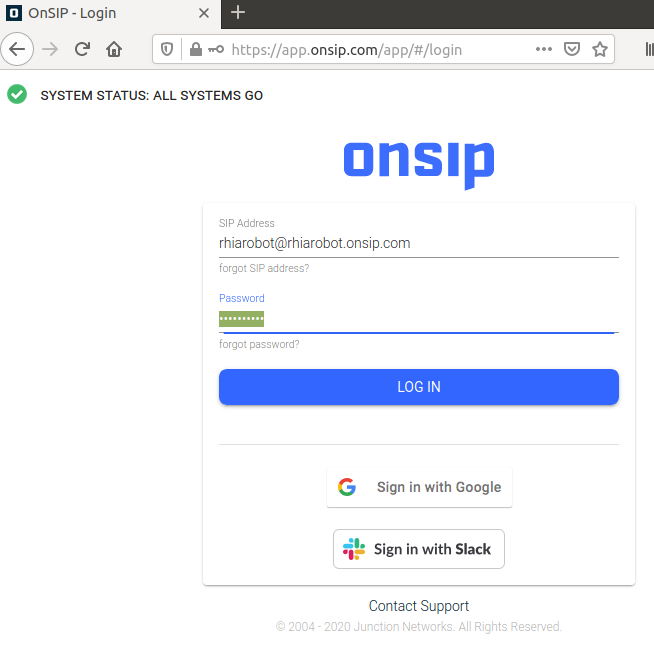 OnSIP - Login
https://app.onsip.com/app/#/login
SYSTEM STATUS: ALL SYSTEMS GO
onsip
SIP Address
rhiarobot@rhiarobot.onsip.com
forgot SIP address?
Password
••••••••••
forgot password?
LOG IN
Sign in with Google
Sign in with Slack
Contact Support
© 2004 - 2020 Junction Networks. All Rights Reserved.